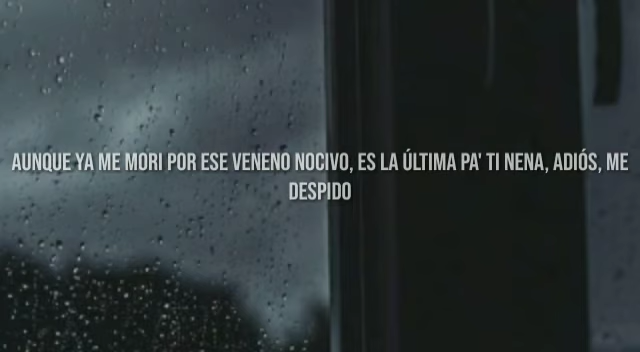 AUNQUE YA ME MORI POR ESE VENENO NOCIVO, ES LA ÚLTIMA PA' TI NENA, ADIÓS, ME
DESPIDO